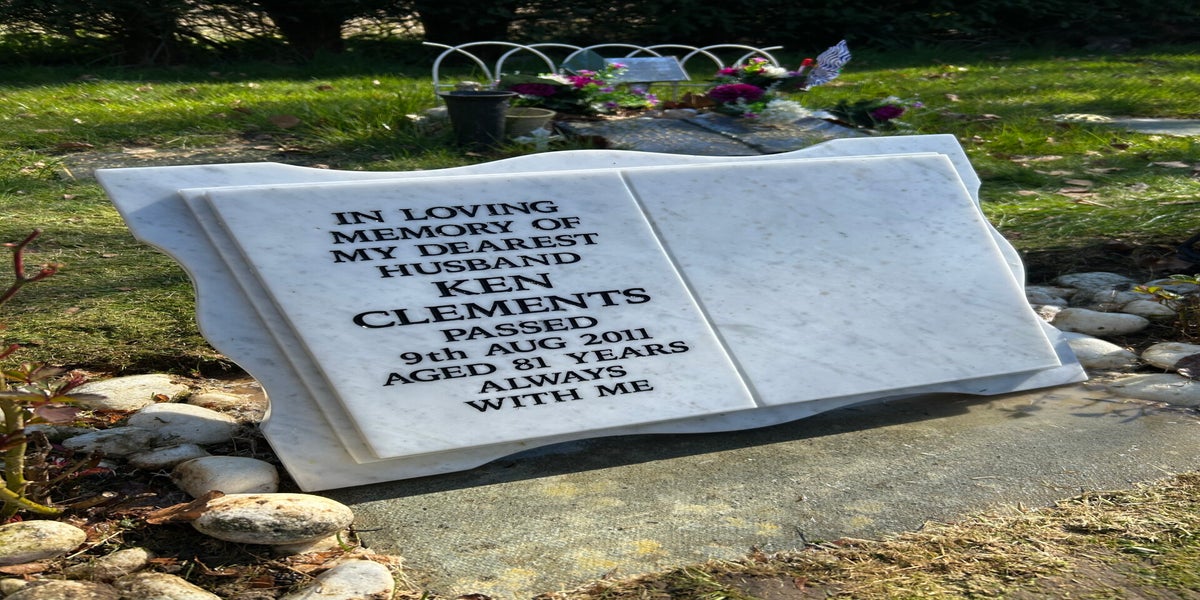 IN LOVING
MEMORY OF
MY DEAREST
HUSBAND
KEN
CLEMENTS
PASSED
9th AUG 2011
AGED 81 YEARS
ALWAYS
WITH ME